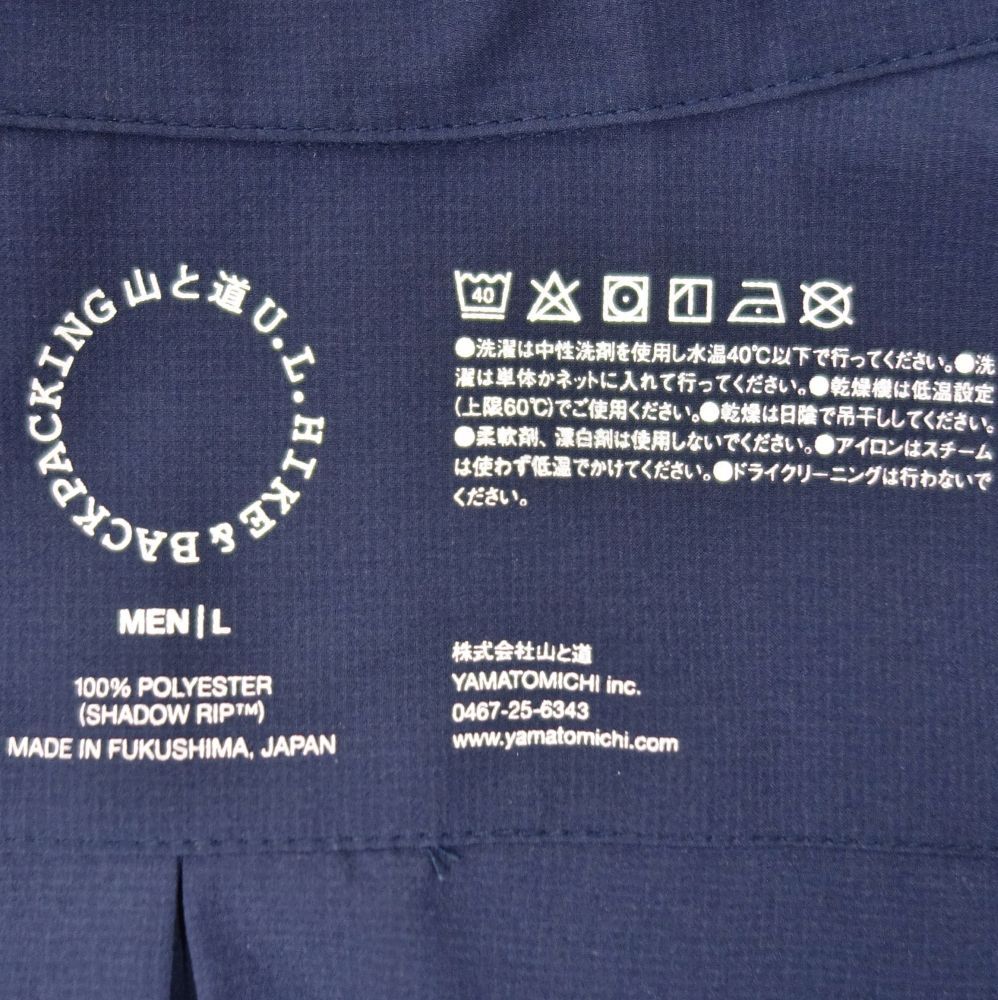 山と道 U.L. HIKE & BACKPACKING
MEN | L
100% POLYESTER
(SHADOW RIP™)
MADE IN FUKUSHIMA, JAPAN
40
●洗濯は中性洗剤を使用し水温40℃以下で行ってください。●洗
濯は単体かネットに入れて行ってください。●乾燥機は低温設定
(上限60℃)でご使用ください。●乾燥は日陰で吊干ししてください。
●柔軟剤、漂白剤は使用しないでください。●アイロンはスチーム
は使わず低温でかけてください。●ドライクリーニングは行わないで
ください。
株式会社山と道
YAMATOMICHI inc.
0467-25-6343
www.yamatomichi.com